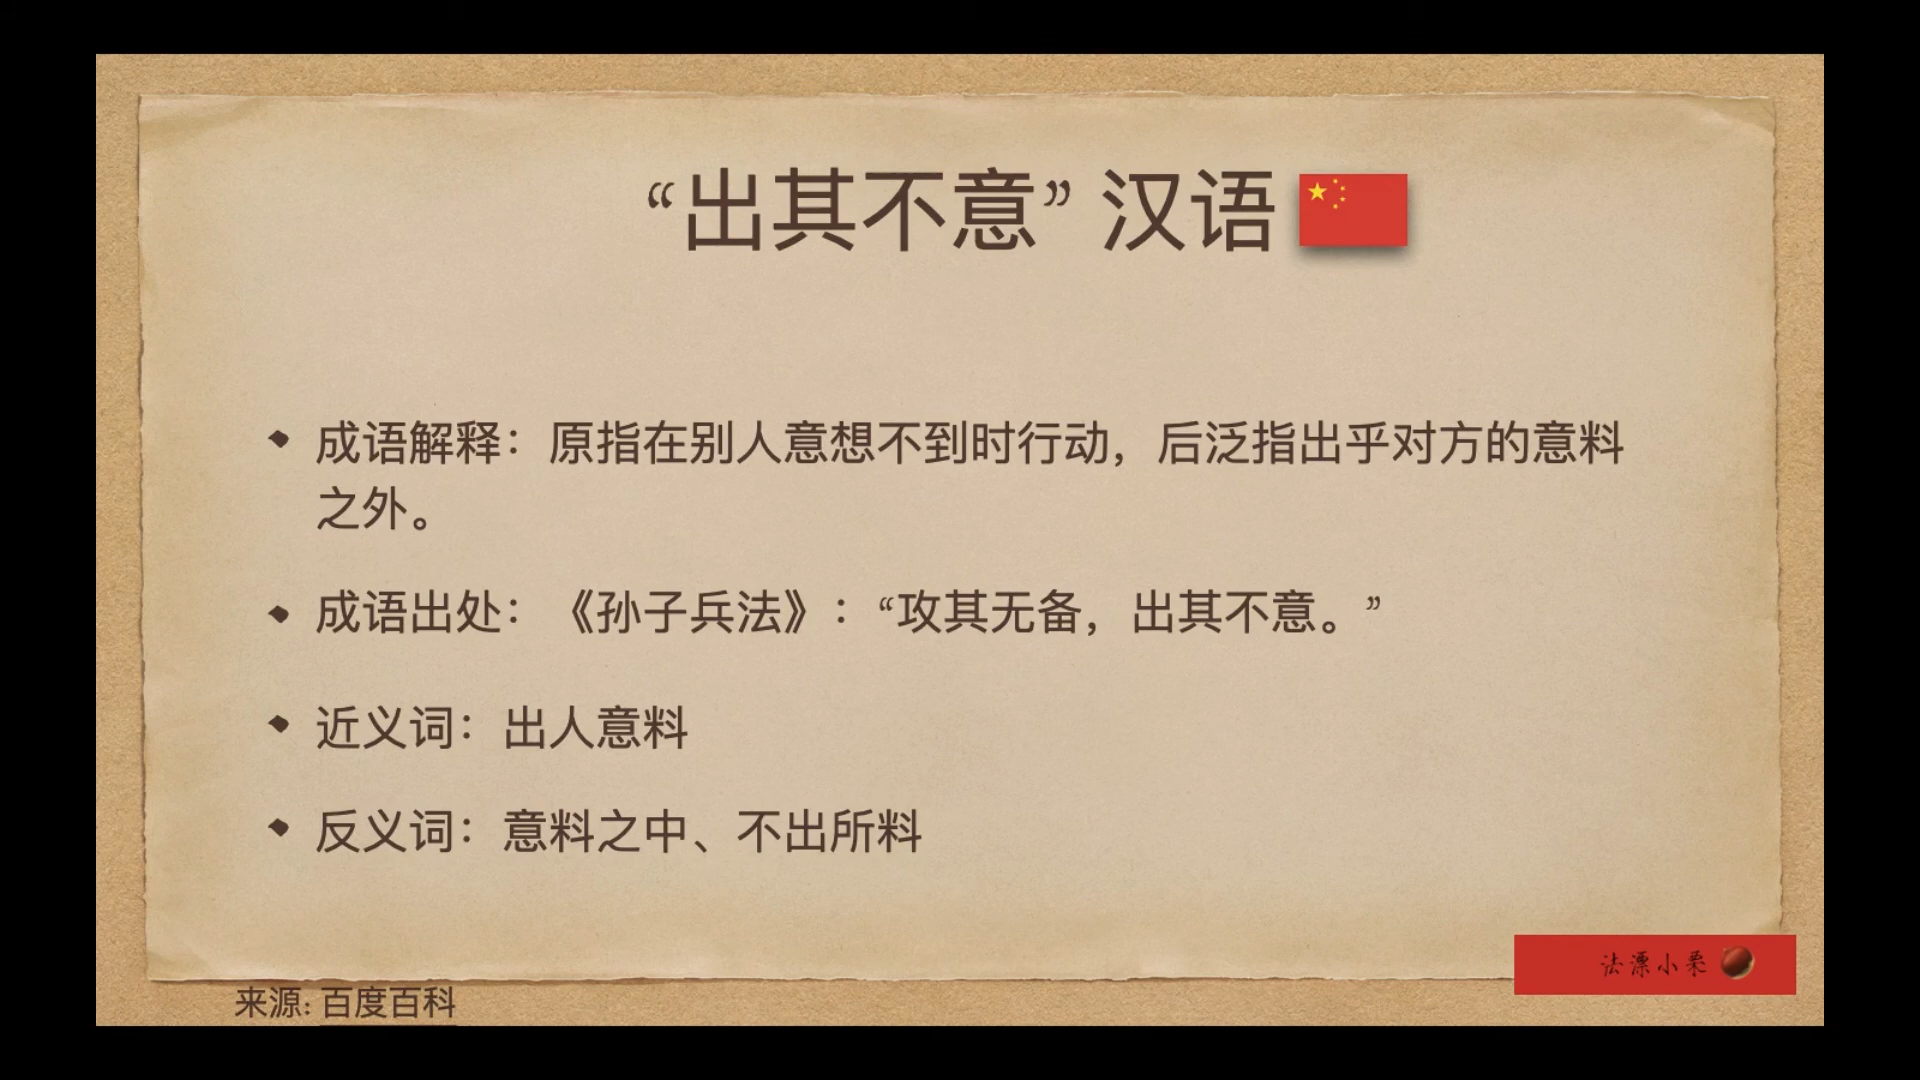 “出其不意” 汉语
成语解释：原指在别人意想不到时行动，后泛指出乎对方的意料
之外。
成语出处：《孙子兵法》：“攻其无备，出其不意。”
近义词：出人意料
反义词：意料之中、不出所料
法漂小栗
来源: 百度百科